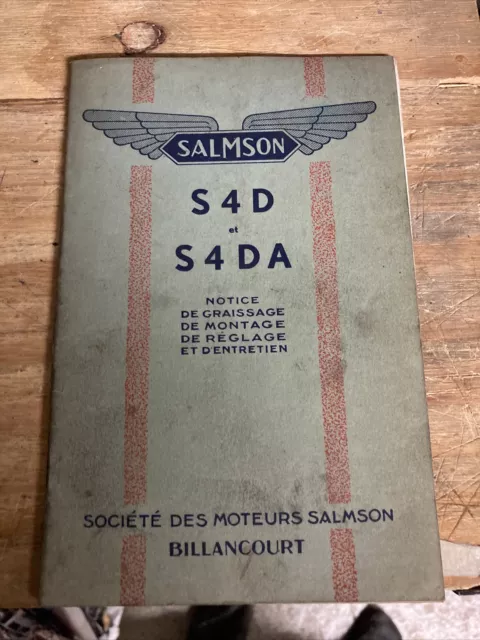 SALMSON
S4D
et
S4DA
NOTICE
DE GRAISSAGE
DE MONTAGE
DE RÉGLAGE
ET D'ENTRETIEN
SOCIÉTÉ DES MOTEURS SALMSON
BILLANCOURT